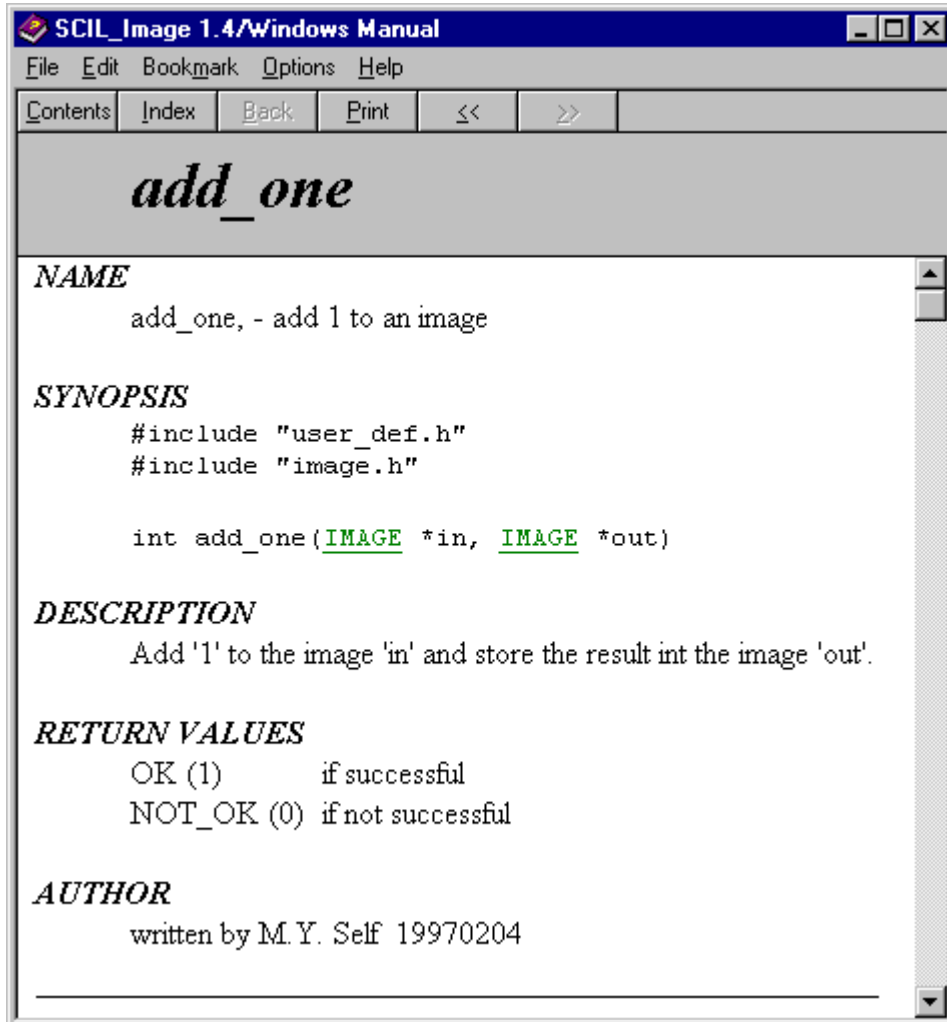 SCIL_Image 1.4/Windows Manual
File Edit Bookmark Options Help
Contents Index Back Print << >>
add_one
NAME
add_one, - add 1 to an image
SYNOPSIS
#include "user_def.h"
#include "image.h"
int add_one(IMAGE *in, IMAGE *out)
DESCRIPTION
Add '1' to the image 'in' and store the result int the image 'out'.
RETURN VALUES
OK (1) if successful
NOT_OK (0) if not successful
AUTHOR
written by M.Y. Self 19970204